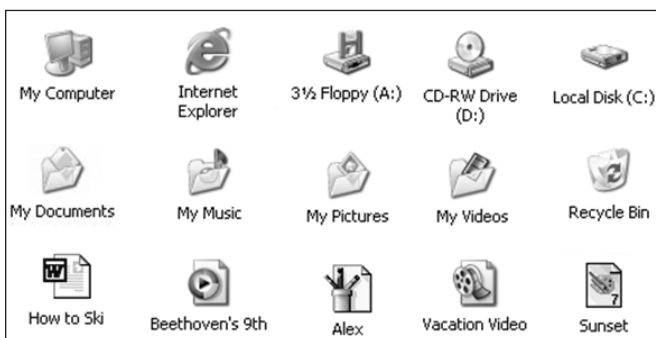 My Computer
Internet
Explorer
3½ Floppy (A:)
CD-RW Drive
(D:)
Local Disk (C:)
My Documents
My Music
My Pictures
My Videos
Recycle Bin
W
How to Ski
Beethoven's 9th
Alex
Vacation Video
7
Sunset